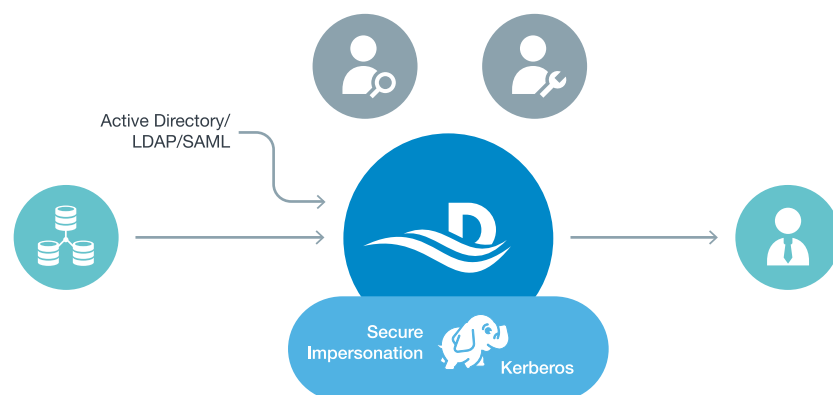 Active Directory/
LDAP/SAML
D
Secure
Impersonation
Kerberos